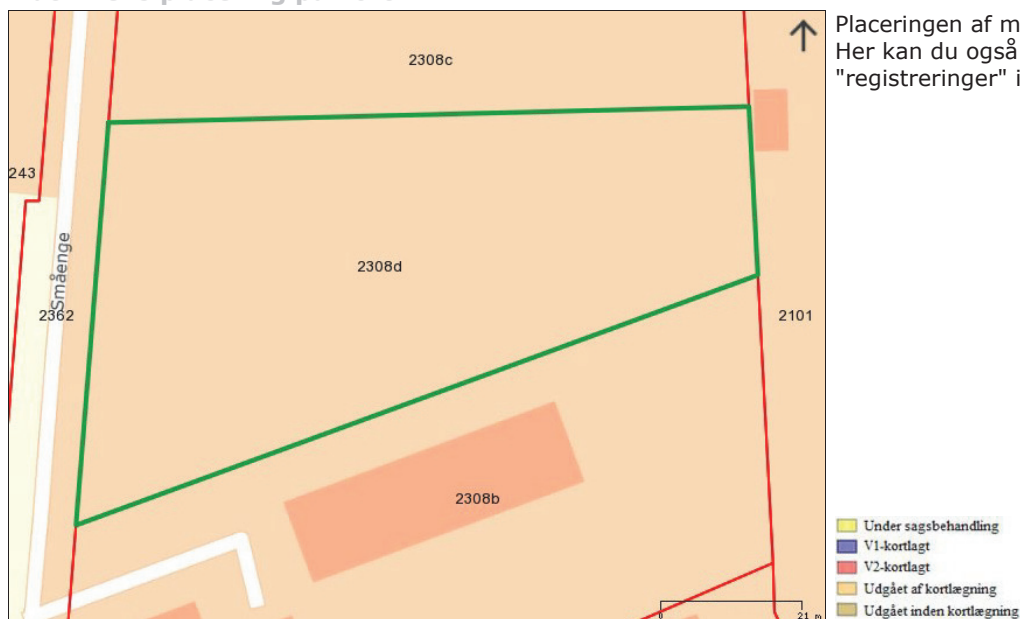 Placeringen af m
Her kan du også
"registreringer" i
2308c
243
Småenge
2308d
2362
2101
2308b
0
21 m
Under sagsbehandling
V1-kortlagt
V2-kortlagt
Udgået af kortlægning
Udgået inden kortlægning